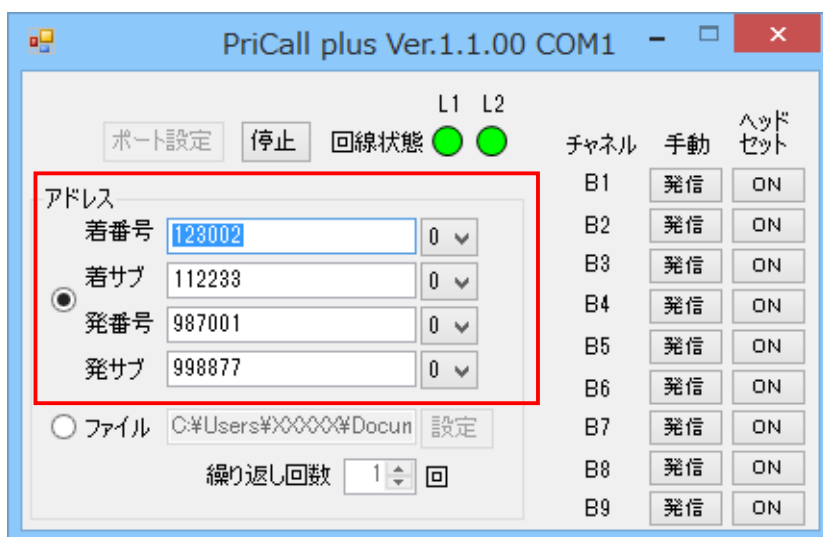 PriCall plus Ver.1.1.00 COM1
L1 L2
ポート設定 停止 回線状態
チャネル 手動 ヘッドセット
アドレス
着番号 123002 0
着サブ 112233 0
発番号 987001 0
発サブ 998877 0
ファイル C:¥Users¥XXXXX¥Docum 設定
繰り返し回数 1 回
B1 発信 ON
B2 発信 ON
B3 発信 ON
B4 発信 ON
B5 発信 ON
B6 発信 ON
B7 発信 ON
B8 発信 ON
B9 発信 ON